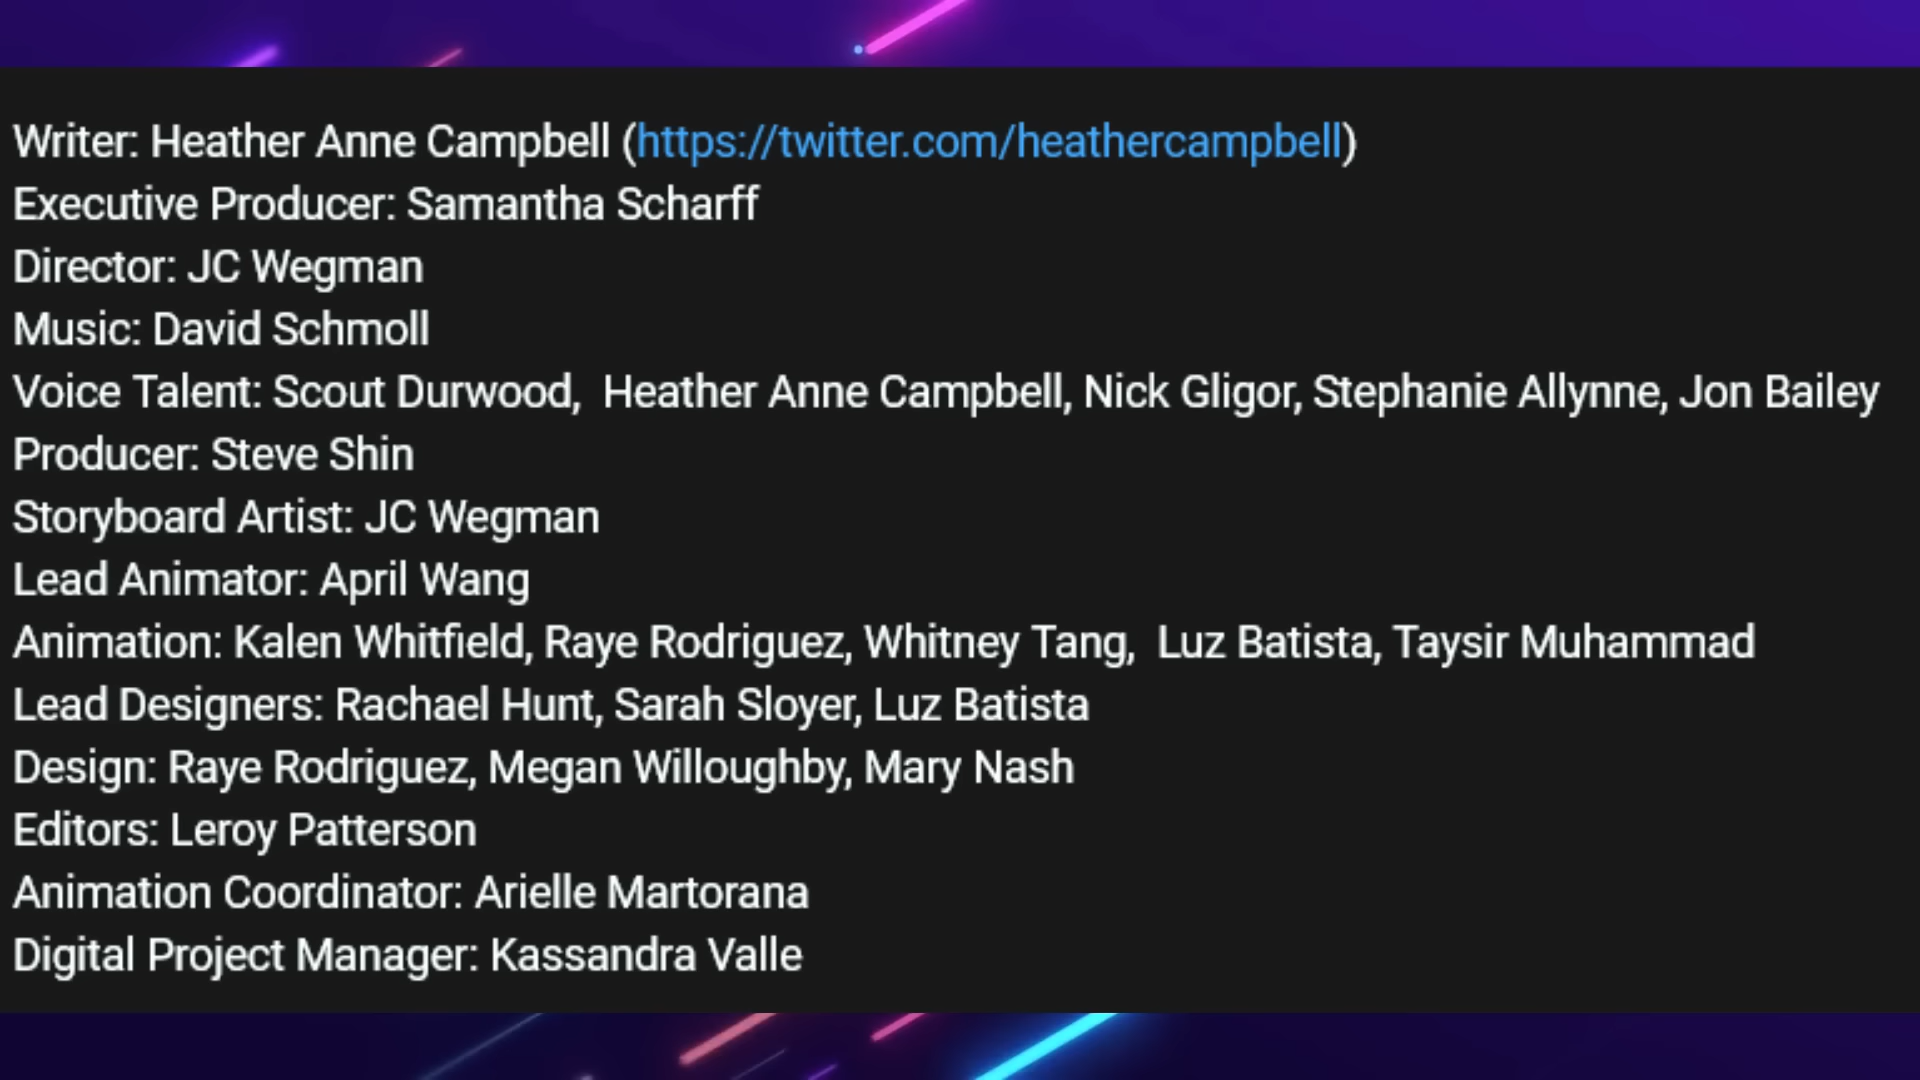 Writer: Heather Anne Campbell (https://twitter.com/heathercampbell)
Executive Producer: Samantha Scharff
Director: JC Wegman
Music: David Schmoll
Voice Talent: Scout Durwood,  Heather Anne Campbell, Nick Gligor, Stephanie Allynne, Jon Bailey
Producer: Steve Shin
Storyboard Artist: JC Wegman
Lead Animator: April Wang
Animation: Kalen Whitfield, Raye Rodriguez, Whitney Tang,  Luz Batista, Taysir Muhammad
Lead Designers: Rachael Hunt, Sarah Sloyer, Luz Batista
Design: Raye Rodriguez, Megan Willoughby, Mary Nash
Editors: Leroy Patterson
Animation Coordinator: Arielle Martorana
Digital Project Manager: Kassandra Valle